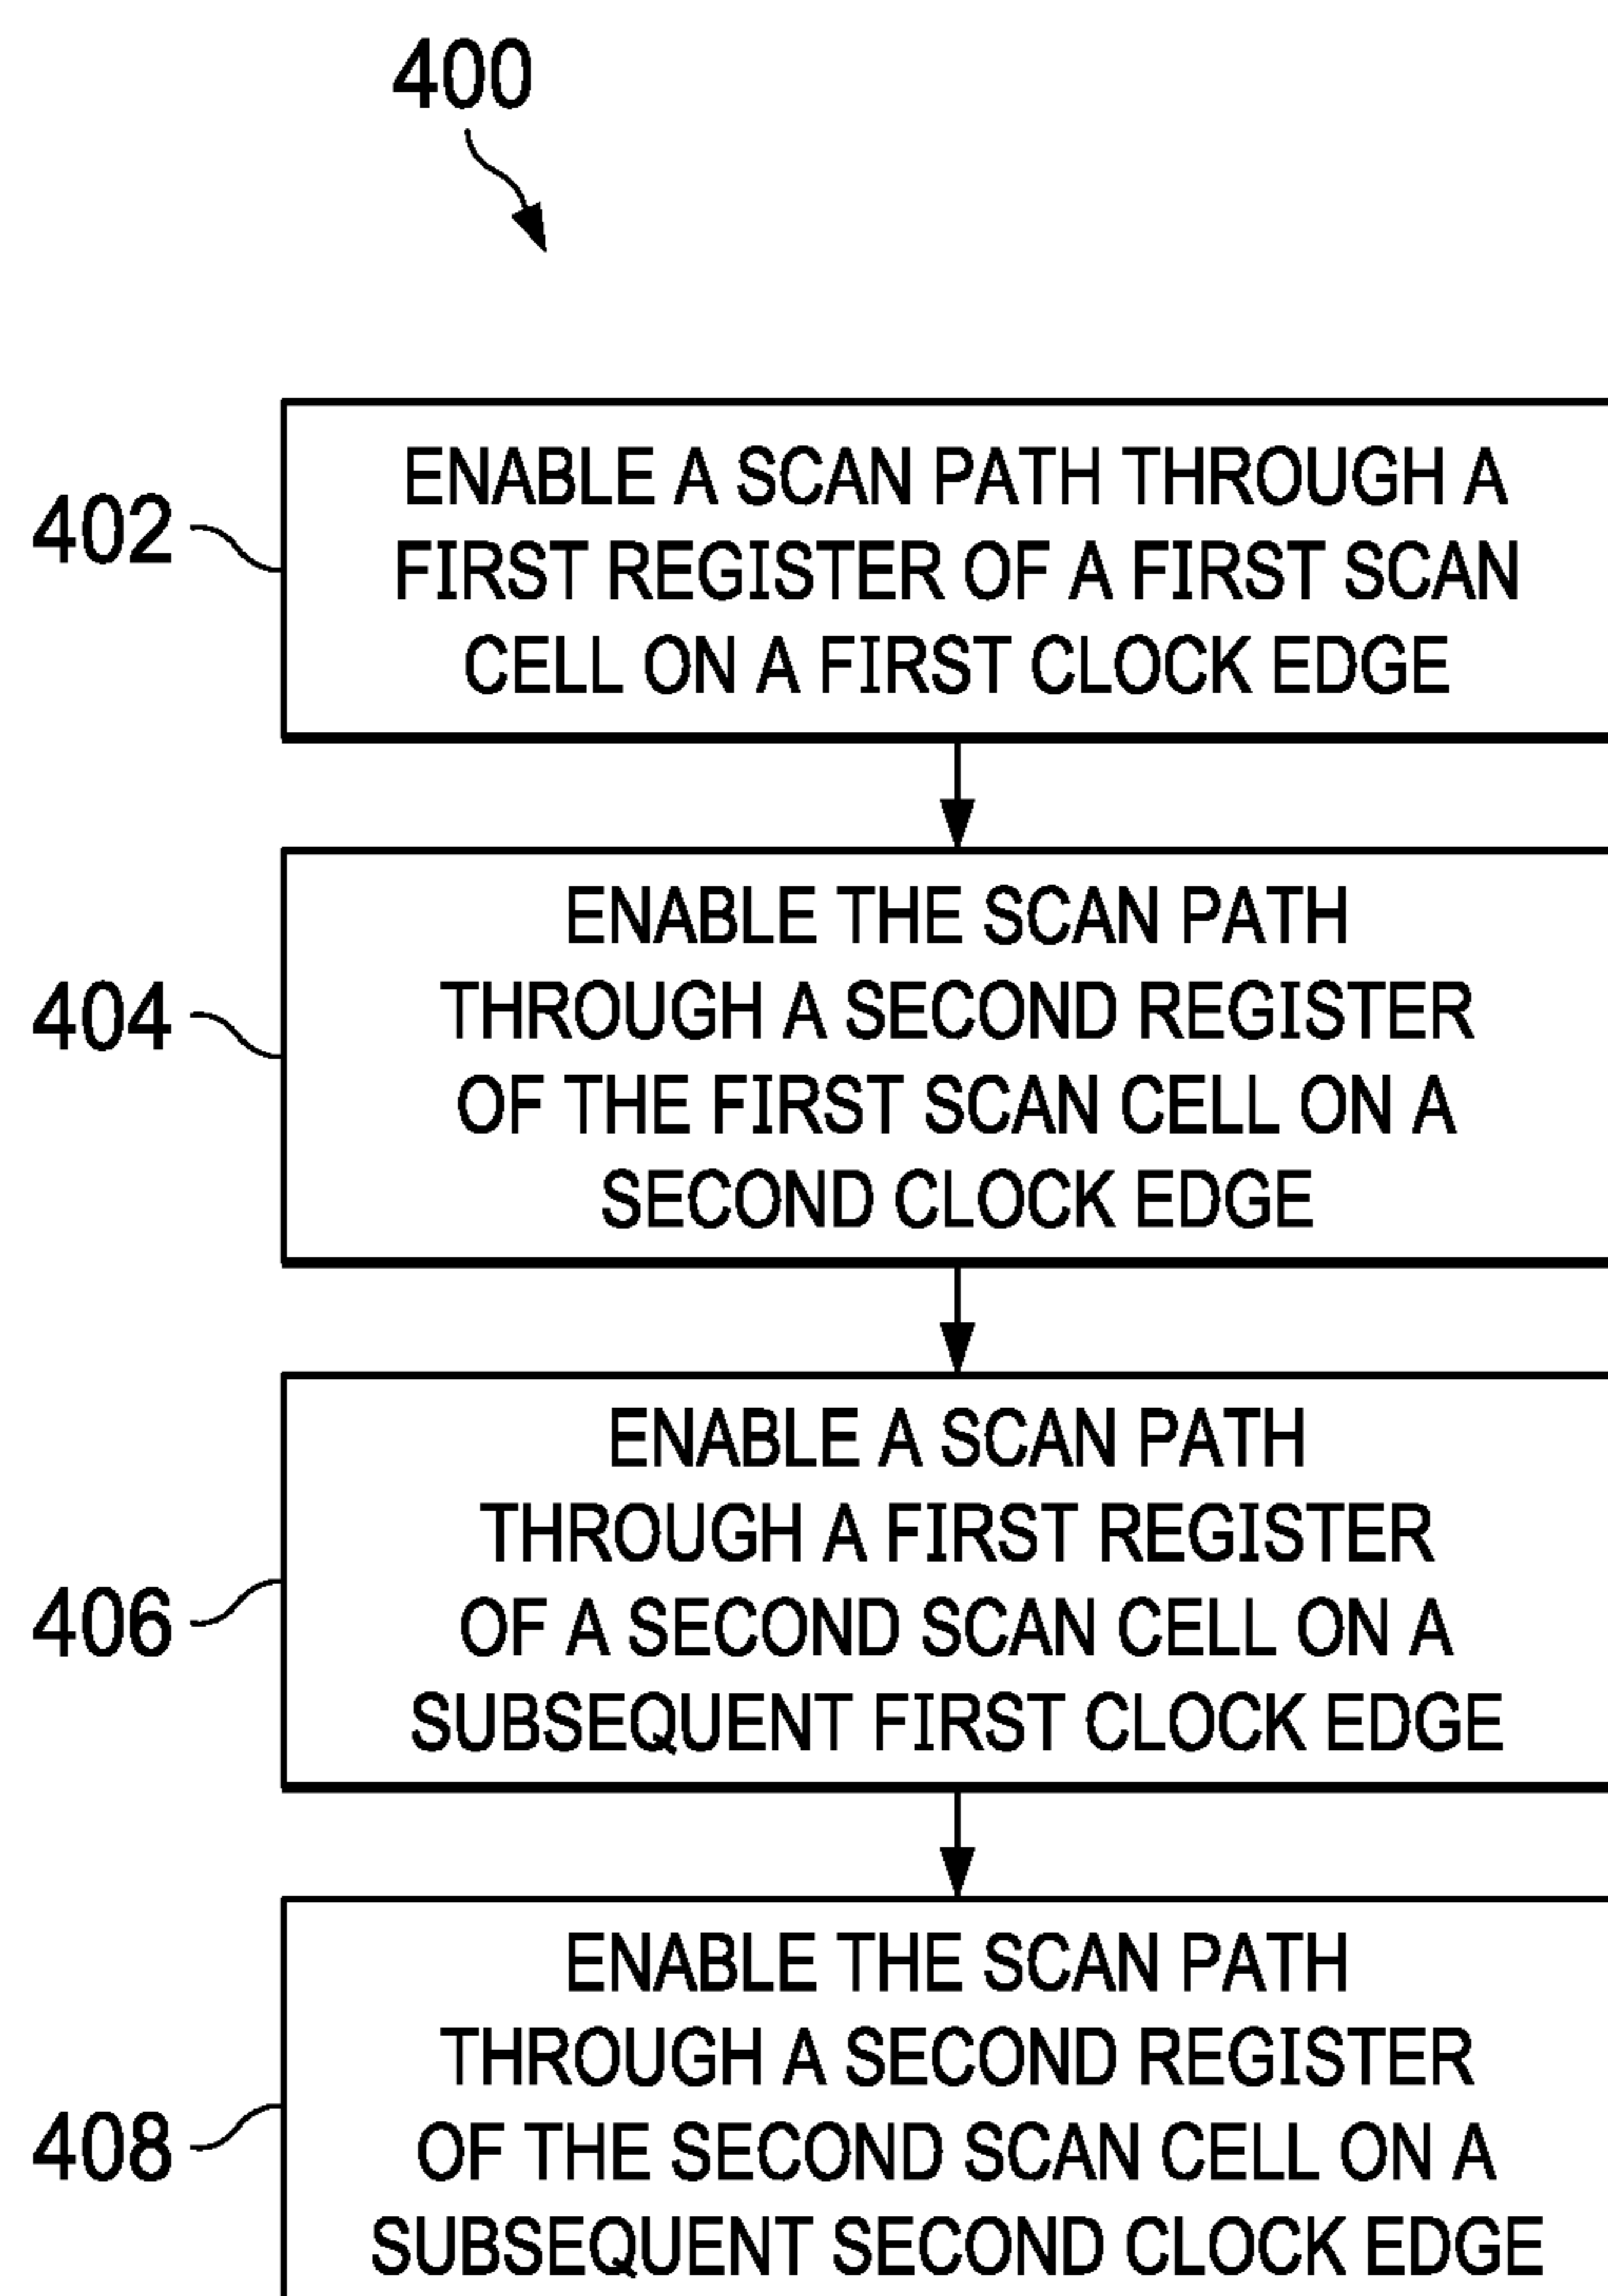 400
402
ENABLE A SCAN PATH THROUGH A
FIRST REGISTER OF A FIRST SCAN
CELL ON A FIRST CLOCK EDGE
404
ENABLE THE SCAN PATH
THROUGH A SECOND REGISTER
OF THE FIRST SCAN CELL ON A
SECOND CLOCK EDGE
406
ENABLE A SCAN PATH
THROUGH A FIRST REGISTER
OF A SECOND SCAN CELL ON A
SUBSEQUENT FIRST CLOCK EDGE
408
ENABLE THE SCAN PATH
THROUGH A SECOND REGISTER
OF THE SECOND SCAN CELL ON A
SUBSEQUENT SECOND CLOCK EDGE